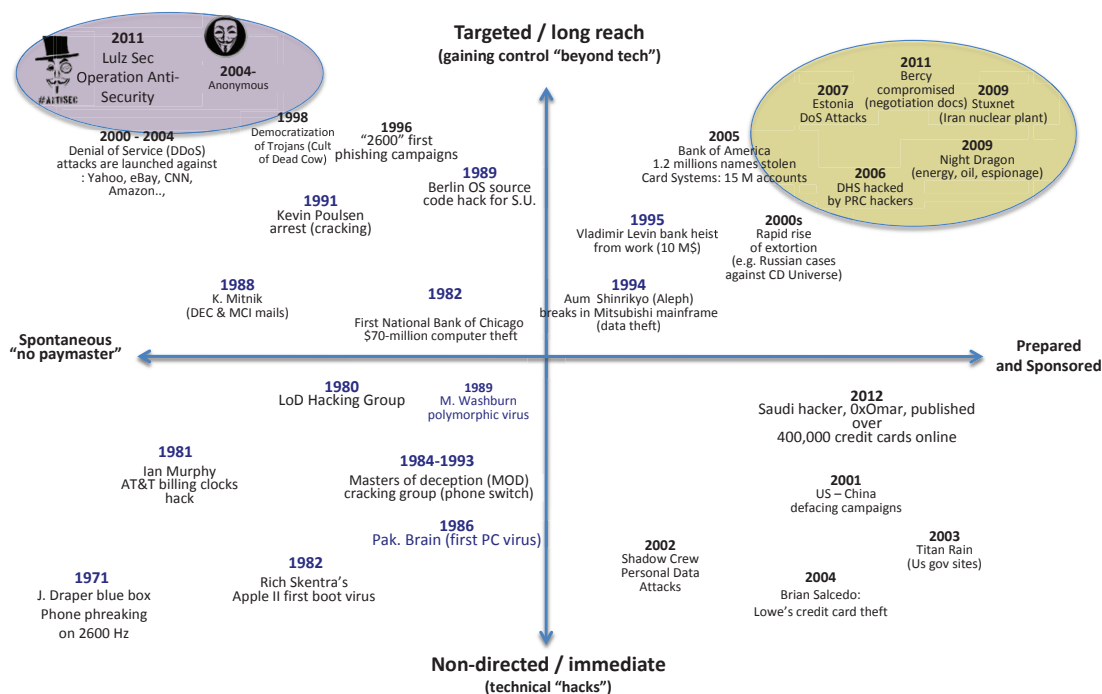 Targeted / long reach
(gaining control “beyond tech”)
2011
Lulz Sec
Operation Anti-
Security
#ANTISEC
2004-
Anonymous
2000 - 2004
Denial of Service (DDoS)
attacks are launched against
: Yahoo, eBay, CNN,
Amazon..,
1998
Democratization
of Trojans (Cult
of Dead Cow)
1996
“2600” first
phishing campaigns
1989
Berlin OS source
code hack for S.U.
1991
Kevin Poulsen
arrest (cracking)
1988
K. Mitnik
(DEC & MCI mails)
1982
First National Bank of Chicago
$70-million computer theft
2011
Bercy
compromised
(negotiation docs)
2007
Estonia
DoS Attacks
2009
Stuxnet
(Iran nuclear plant)
2009
Night Dragon
(energy, oil, espionage)
2006
DHS hacked
by PRC hackers
2005
Bank of America
1.2 millions names stolen
Card Systems: 15 M accounts
1995
Vladimir Levin bank heist
from work (10 M$)
2000s
Rapid rise
of extortion
(e.g. Russian cases
against CD Universe)
1994
Aum Shinrikyo (Aleph)
breaks in Mitsubishi mainframe
(data theft)
Spontaneous
“no paymaster”
Prepared
and Sponsored
1980
LoD Hacking Group
1989
M. Washburn
polymorphic virus
1981
Ian Murphy
AT&T billing clocks
hack
1984-1993
Masters of deception (MOD)
cracking group (phone switch)
1986
Pak. Brain (first PC virus)
1982
Rich Skentra’s
Apple II first boot virus
1971
J. Draper blue box
Phone phreaking
on 2600 Hz
2012
Saudi hacker, 0xOmar, published
over
400,000 credit cards online
2001
US – China
defacing campaigns
2003
Titan Rain
(Us gov sites)
2002
Shadow Crew
Personal Data
Attacks
2004
Brian Salcedo:
Lowe’s credit card theft
Non-directed / immediate
(technical “hacks”)